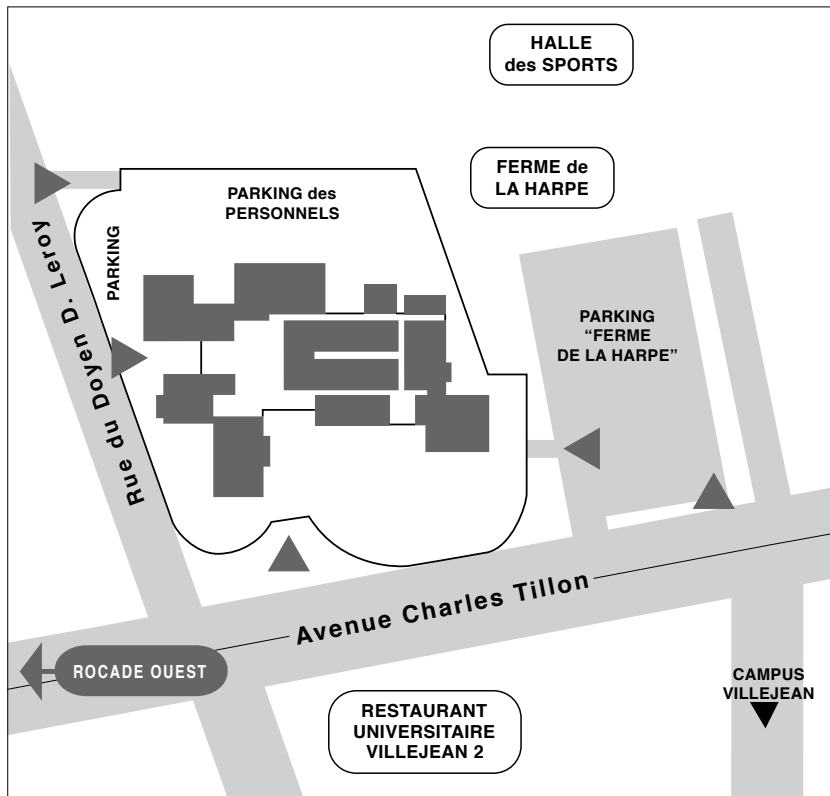 HALLE
des SPORTS
FERME de
LA HARPE
PARKING des
PERSONNELS
PARKING
Rue du Doyen D. Leroy
PARKING
“FERME
DE LA HARPE”
Avenue Charles Tillon
ROCADE OUEST
CAMPUS
VILLEJEAN
RESTAURANT
UNIVERSITAIRE
VILLEJEAN 2